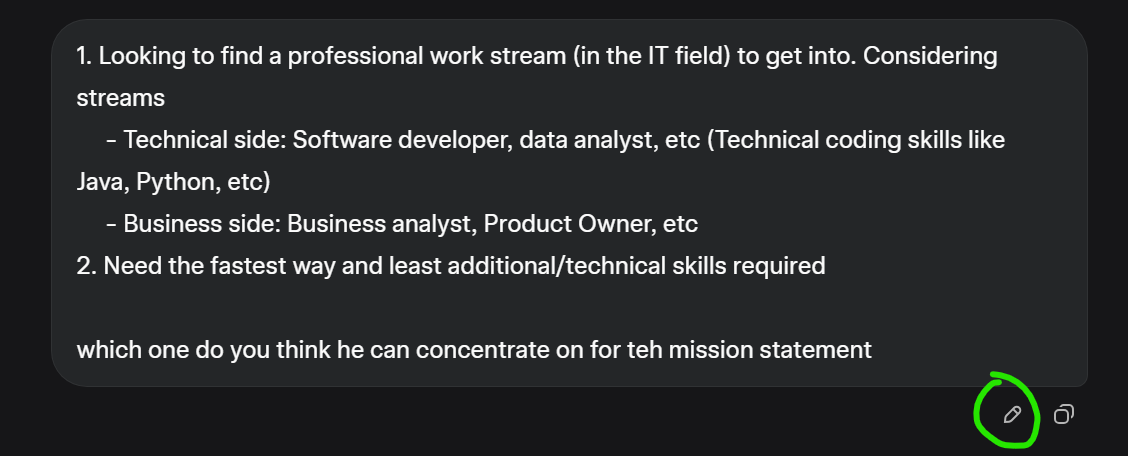 1. Looking to find a professional work stream (in the IT field) to get into. Considering
streams
- Technical side: Software developer, data analyst, etc (Technical coding skills like
Java, Python, etc)
- Business side: Business analyst, Product Owner, etc
2. Need the fastest way and least additional/technical skills required
which one do you think he can concentrate on for teh mission statement